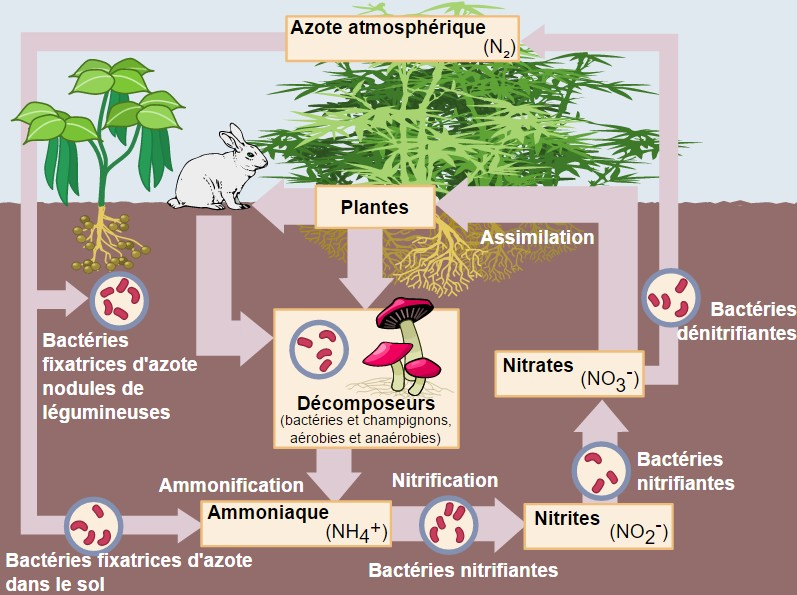 Azote atmosphérique
(N₂)
Plantes
Assimilation
Bactéries
dénitrifiantes
Bactéries
fixatrices d'azote
nodules de
légumineuses
Décomposeurs
(bactéries et champignons,
aérobies et anaérobies)
Nitrates
(NO₃⁻)
Bactéries
nitrifiantes
Ammonification
Nitrification
Ammoniaque
(NH₄⁺)
Nitrites
(NO₂⁻)
Bactéries fixatrices d'azote
dans le sol
Bactéries nitrifiantes